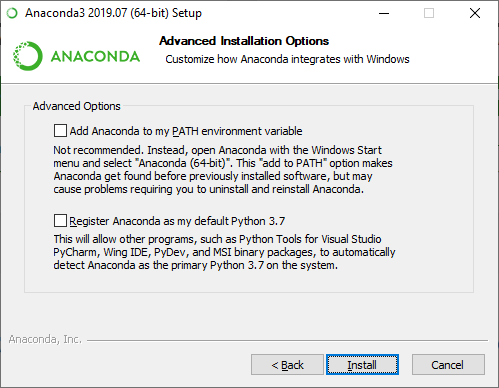 Anaconda3 2019.07 (64-bit) Setup
ANACONDA
Advanced Installation Options
Customize how Anaconda integrates with Windows
Advanced Options
Add Anaconda to my PATH environment variable
Not recommended. Instead, open Anaconda with the Windows Start
menu and select "Anaconda (64-bit)". This "add to PATH" option makes
Anaconda get found before previously installed software, but may
cause problems requiring you to uninstall and reinstall Anaconda.
Register Anaconda as my default Python 3.7
This will allow other programs, such as Python Tools for Visual Studio
PyCharm, Wing IDE, PyDev, and MSI binary packages, to automatically
detect Anaconda as the primary Python 3.7 on the system.
Anaconda, Inc.
< Back
Install
Cancel